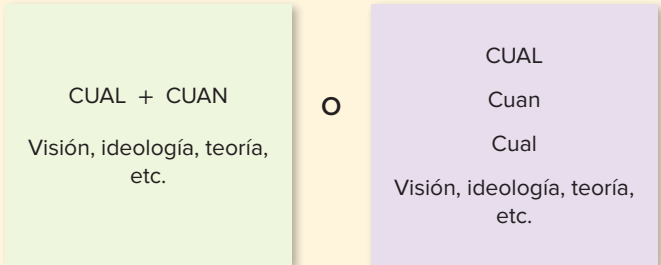 CUAL + CUAN
Visión, ideología, teoría,
etc.
O
CUAL
Cuan
Cual
Visión, ideología, teoría,
etc.